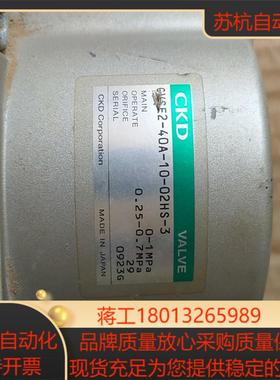 苏杭自动
CKD
VALVE
2-40A-10-02HS-3
MAIN 0-1MPa
OPERATE 0.25-0.7MPa
ORIFICE 29
SERIAL 0923G
CKD Corporation
MADE IN JAPAN
蒋工18013265989
自动化
开票
品牌质量放心采购质量保
现货充足为您提供稳定的